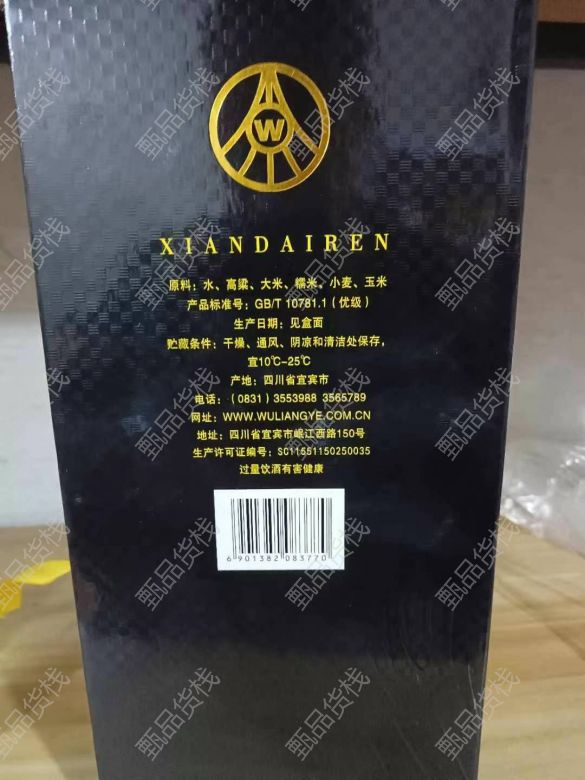 W
XIANDAIREN
原料：水、高粱、大米、糯米、小麦、玉米
产品标准号：GB/T 10781.1（优级）
生产日期：见盒面
贮藏条件：干燥、通风、阴凉和清洁处保存，
宜10℃-25℃
产地：四川省宜宾市
电话：（0831）3553988 3565789
网址：WWW.WULIANGYE.COM.CN
地址：四川省宜宾市岷江西路150号
生产许可证编号：SC11551150250035
过量饮酒有害健康
6 901382 083770
甄品货栈